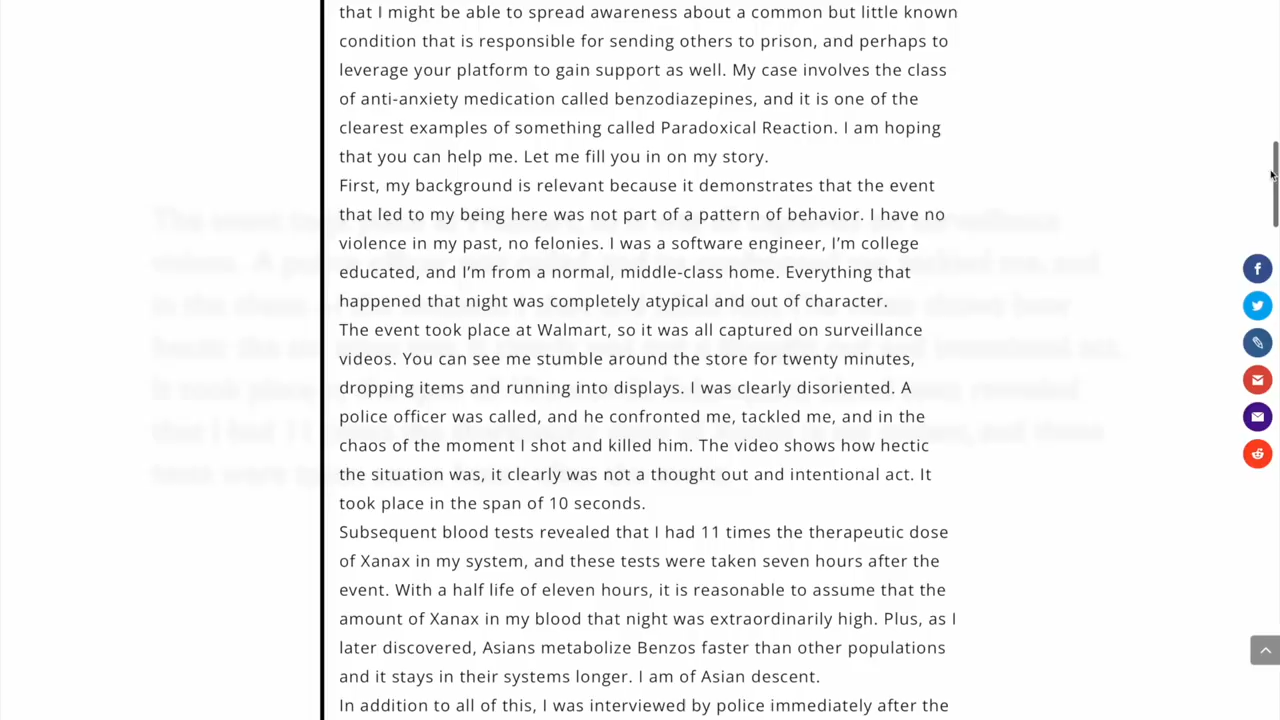 that I might be able to spread awareness about a common but little known
condition that is responsible for sending others to prison, and perhaps to
leverage your platform to gain support as well. My case involves the class
of anti-anxiety medication called benzodiazepines, and it is one of the
clearest examples of something called Paradoxical Reaction. I am hoping
that you can help me. Let me fill you in on my story.
First, my background is relevant because it demonstrates that the event
that led to my being here was not part of a pattern of behavior. I have no
violence in my past, no felonies. I was a software engineer, I’m college
educated, and I’m from a normal, middle-class home. Everything that
happened that night was completely atypical and out of character.
The event took place at Walmart, so it was all captured on surveillance
videos. You can see me stumble around the store for twenty minutes,
dropping items and running into displays. I was clearly disoriented. A
police officer was called, and he confronted me, tackled me, and in the
chaos of the moment I shot and killed him. The video shows how hectic
the situation was, it clearly was not a thought out and intentional act. It
took place in the span of 10 seconds.
Subsequent blood tests revealed that I had 11 times the therapeutic dose
of Xanax in my system, and these tests were taken seven hours after the
event. With a half life of eleven hours, it is reasonable to assume that the
amount of Xanax in my blood that night was extraordinarily high. Plus, as I
later discovered, Asians metabolize Benzos faster than other populations
and it stays in their systems longer. I am of Asian descent.
In addition to all of this, I was interviewed by police immediately after the